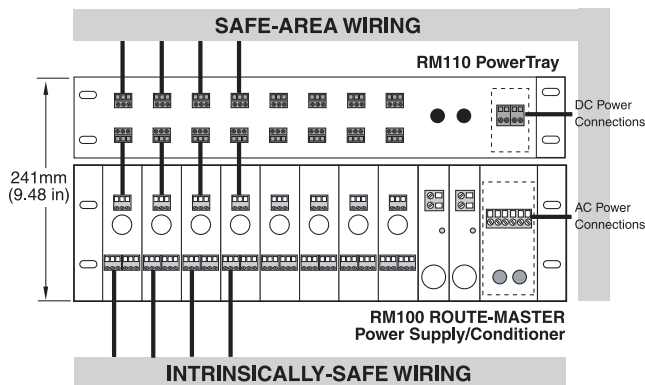 SAFE-AREA WIRING
RM110 PowerTray
DC Power
Connections
241mm
(9.48 in)
AC Power
Connections
RM100 ROUTE-MASTER
Power Supply/Conditioner
INTRINSICALLY-SAFE WIRING